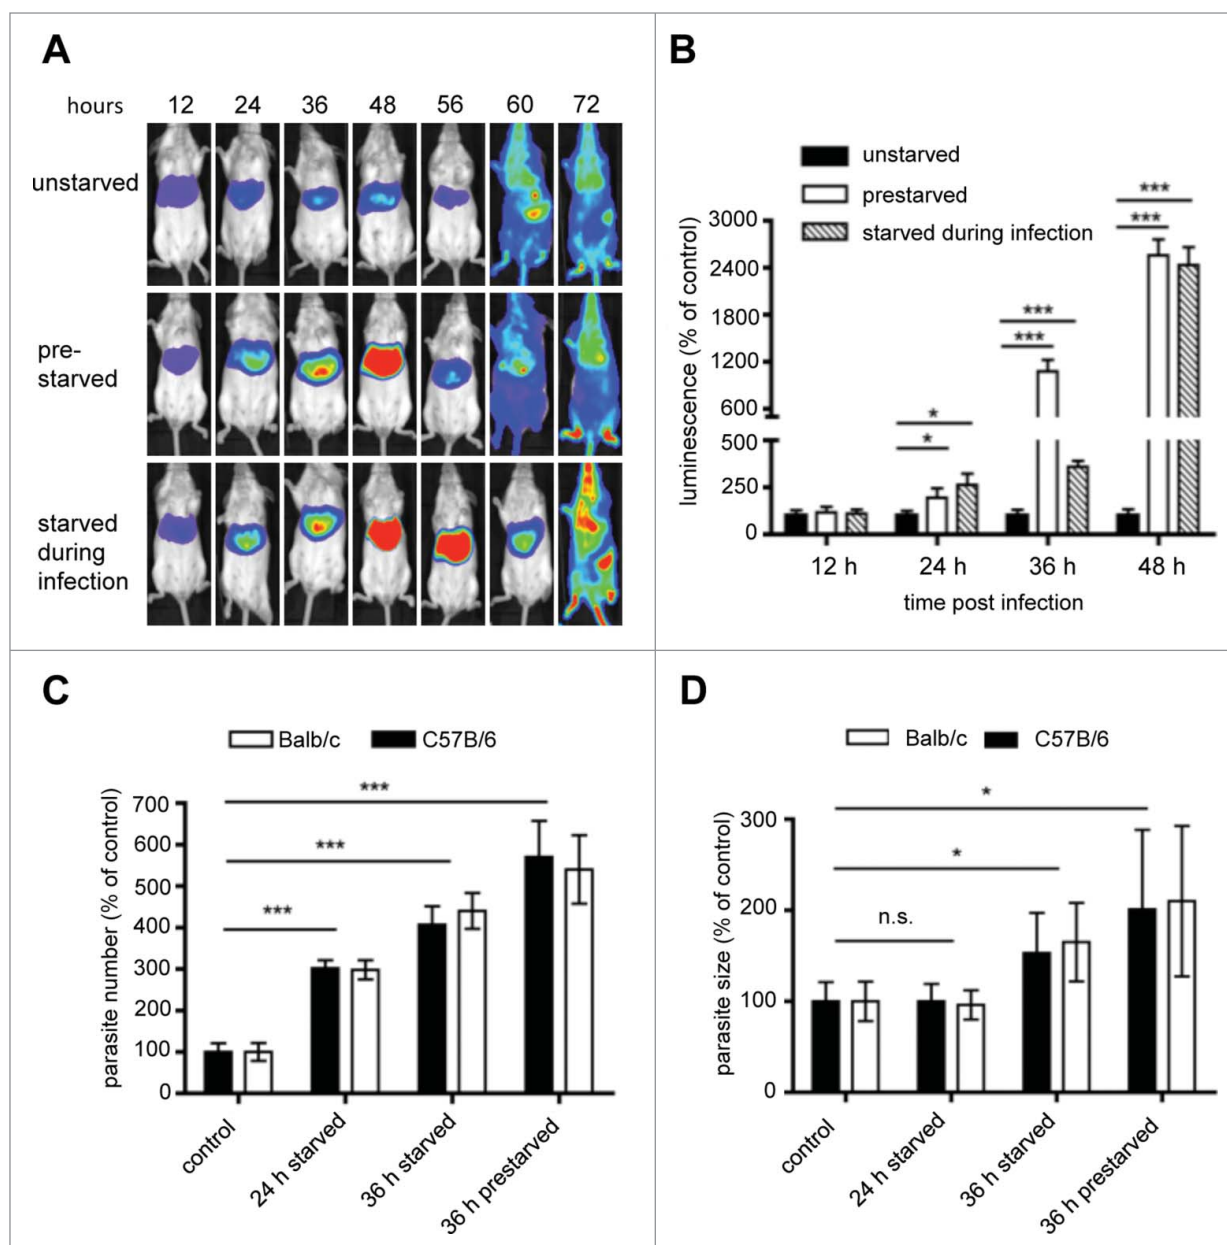 A
hours 12 24 36 48 56 60 72
unstarved
pre-
starved
starved
during
infection
B
unstarved
prestarved
starved during infection
luminescence (% of control)
3000
2400
1800
1200
600
500
250
0
*
*
***
***
***
***
12 h 24 h 36 h 48 h
time post infection
C
Balb/c C57B/6
parasite number (% of control)
700
600
500
400
300
200
100
0
***
***
***
control
24 h starved
36 h starved
36 h prestarved
D
Balb/c C57B/6
parasite size (% of control)
300
200
100
0
*
*
n.s.
control
24 h starved
36 h starved
36 h prestarved